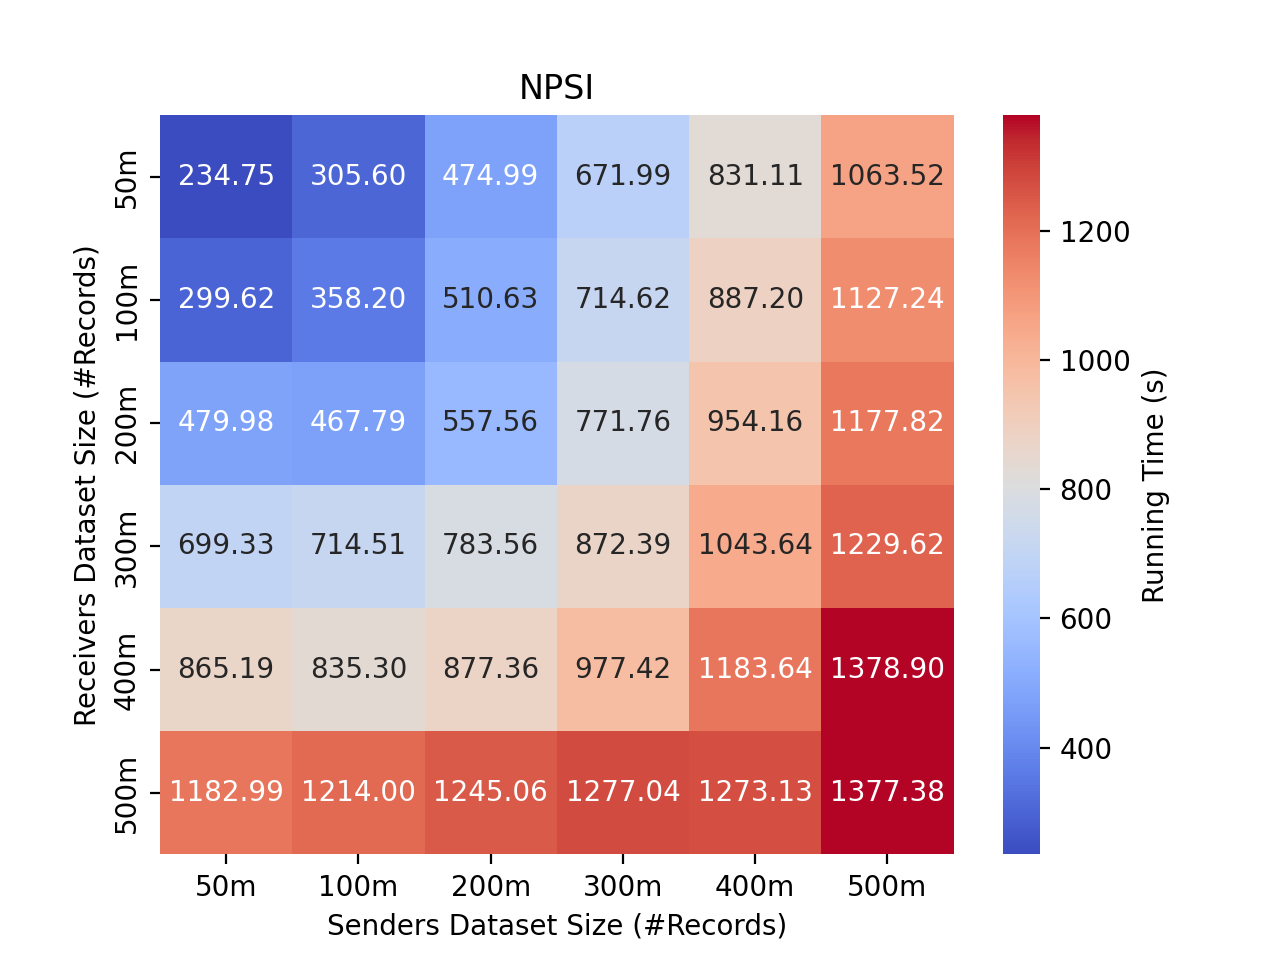 NPSI
Receivers Dataset Size (#Records)
50m 234.75 305.60 474.99 671.99 831.11 1063.52
100m 299.62 358.20 510.63 714.62 887.20 1127.24
200m 479.98 467.79 557.56 771.76 954.16 1177.82
300m 699.33 714.51 783.56 872.39 1043.64 1229.62
400m 865.19 835.30 877.36 977.42 1183.64 1378.90
500m 1182.99 1214.00 1245.06 1277.04 1273.13 1377.38
50m 100m 200m 300m 400m 500m
Senders Dataset Size (#Records)
1200
1000
800
600
400
Running Time (s)